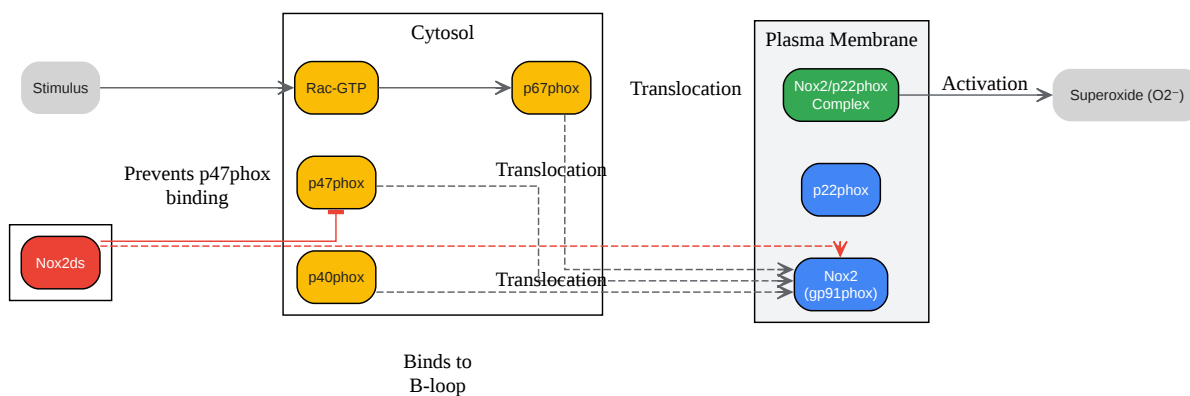 Cytosol
Plasma Membrane
Stimulus
Rac-GTP
p67phox
Translocation
Nox2/p22phox
Complex
Activation
Superoxide (O2⁻)
Prevents p47phox
binding
p47phox
Translocation
p22phox
Nox2ds
p40phox
Translocation
Nox2
(gp91phox)
Binds to
B-loop